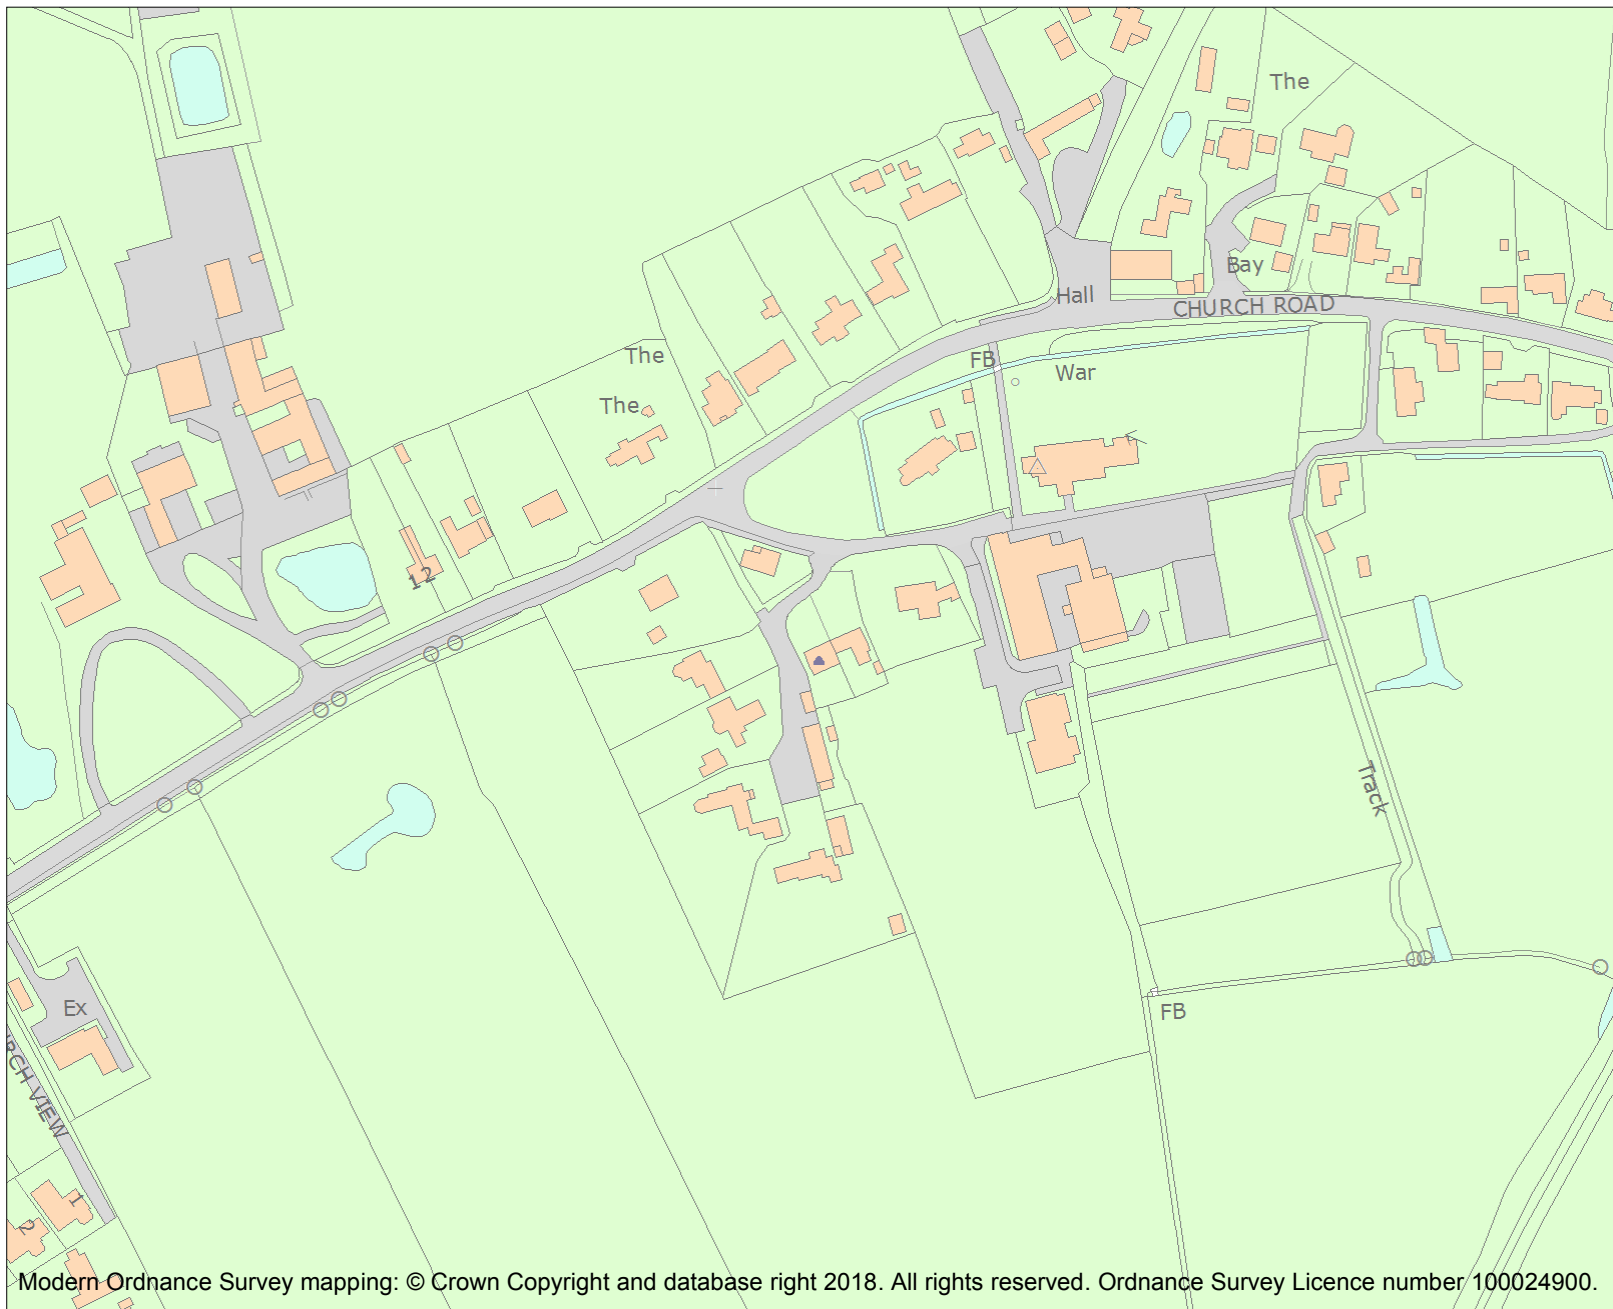 The
Bay
Hall
CHURCH ROAD
The
FB
War
The
12
Track
Ex
FB
RCH VIEW
1
2
Modern Ordnance Survey mapping: © Crown Copyright and database right 2018. All rights reserved. Ordnance Survey Licence number 100024900.